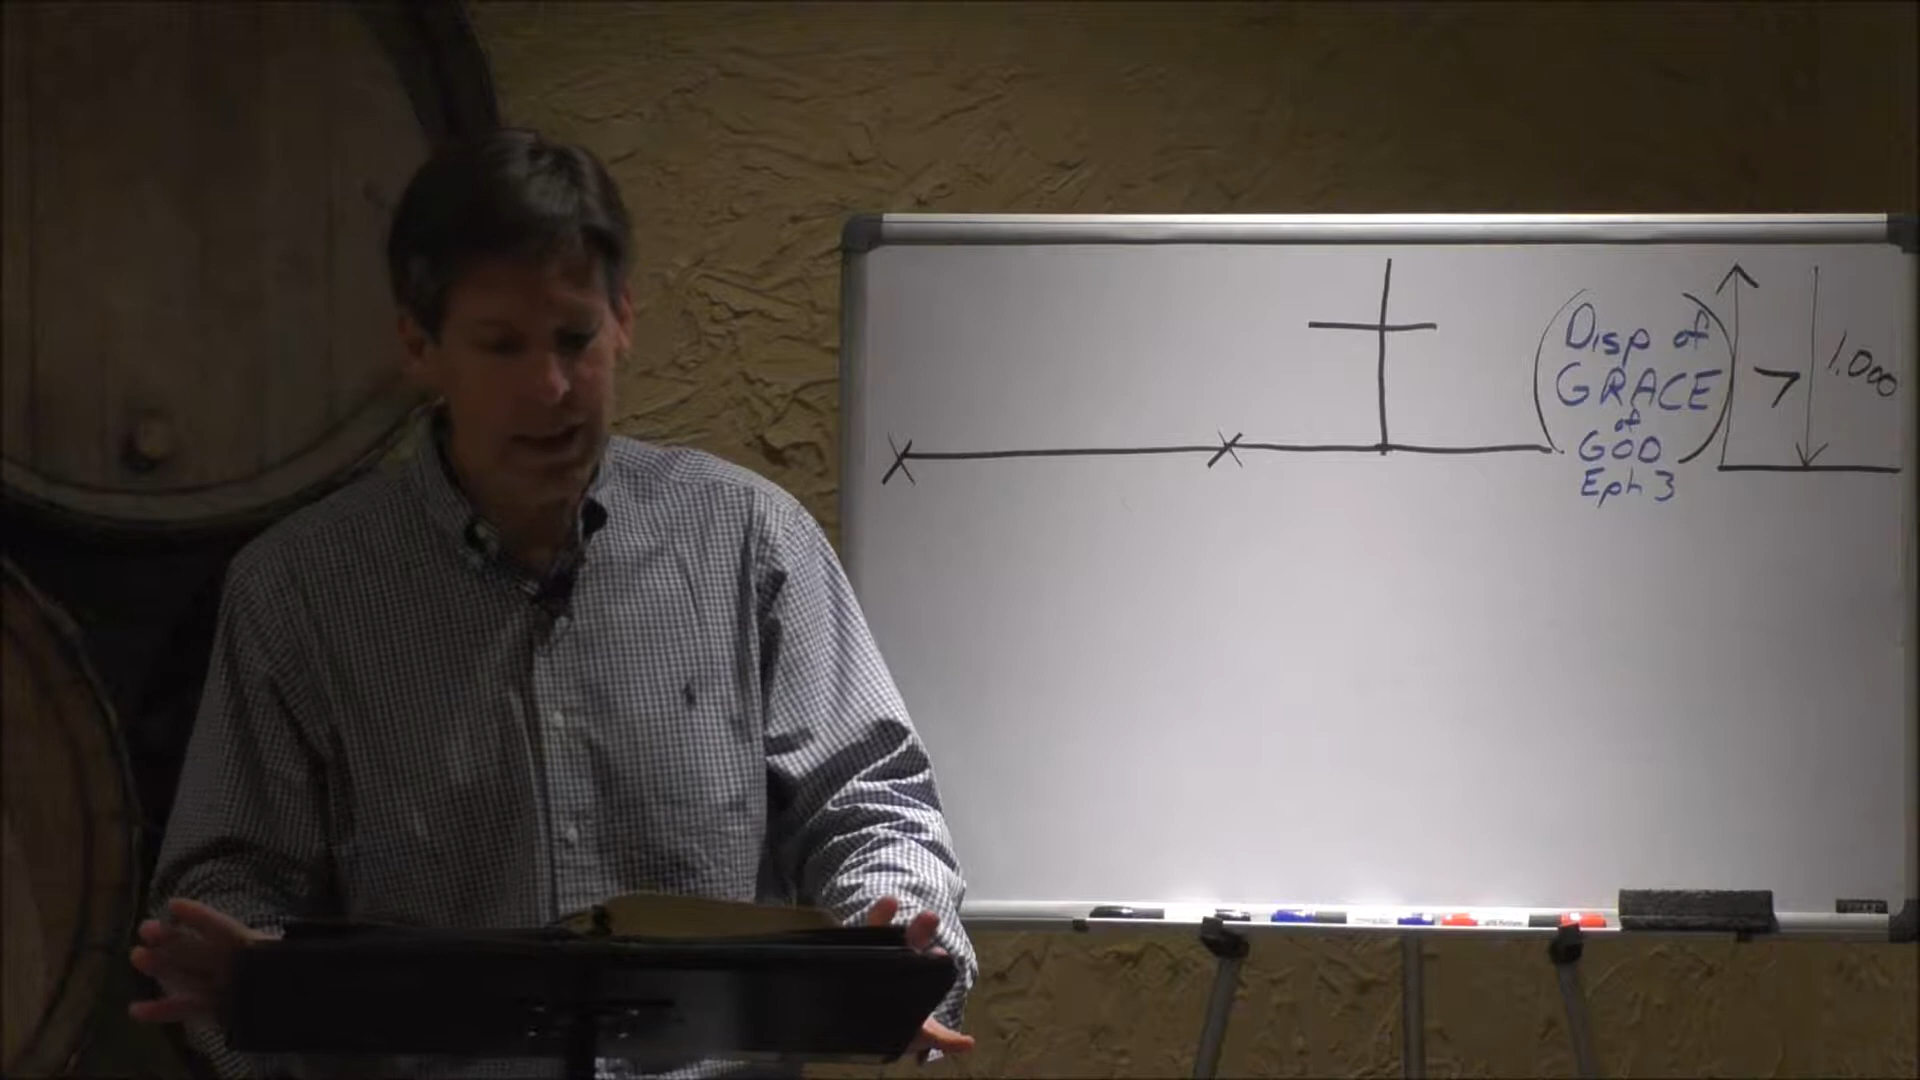 Disp of
GRACE
of
GOD
Eph 3
7
1,000